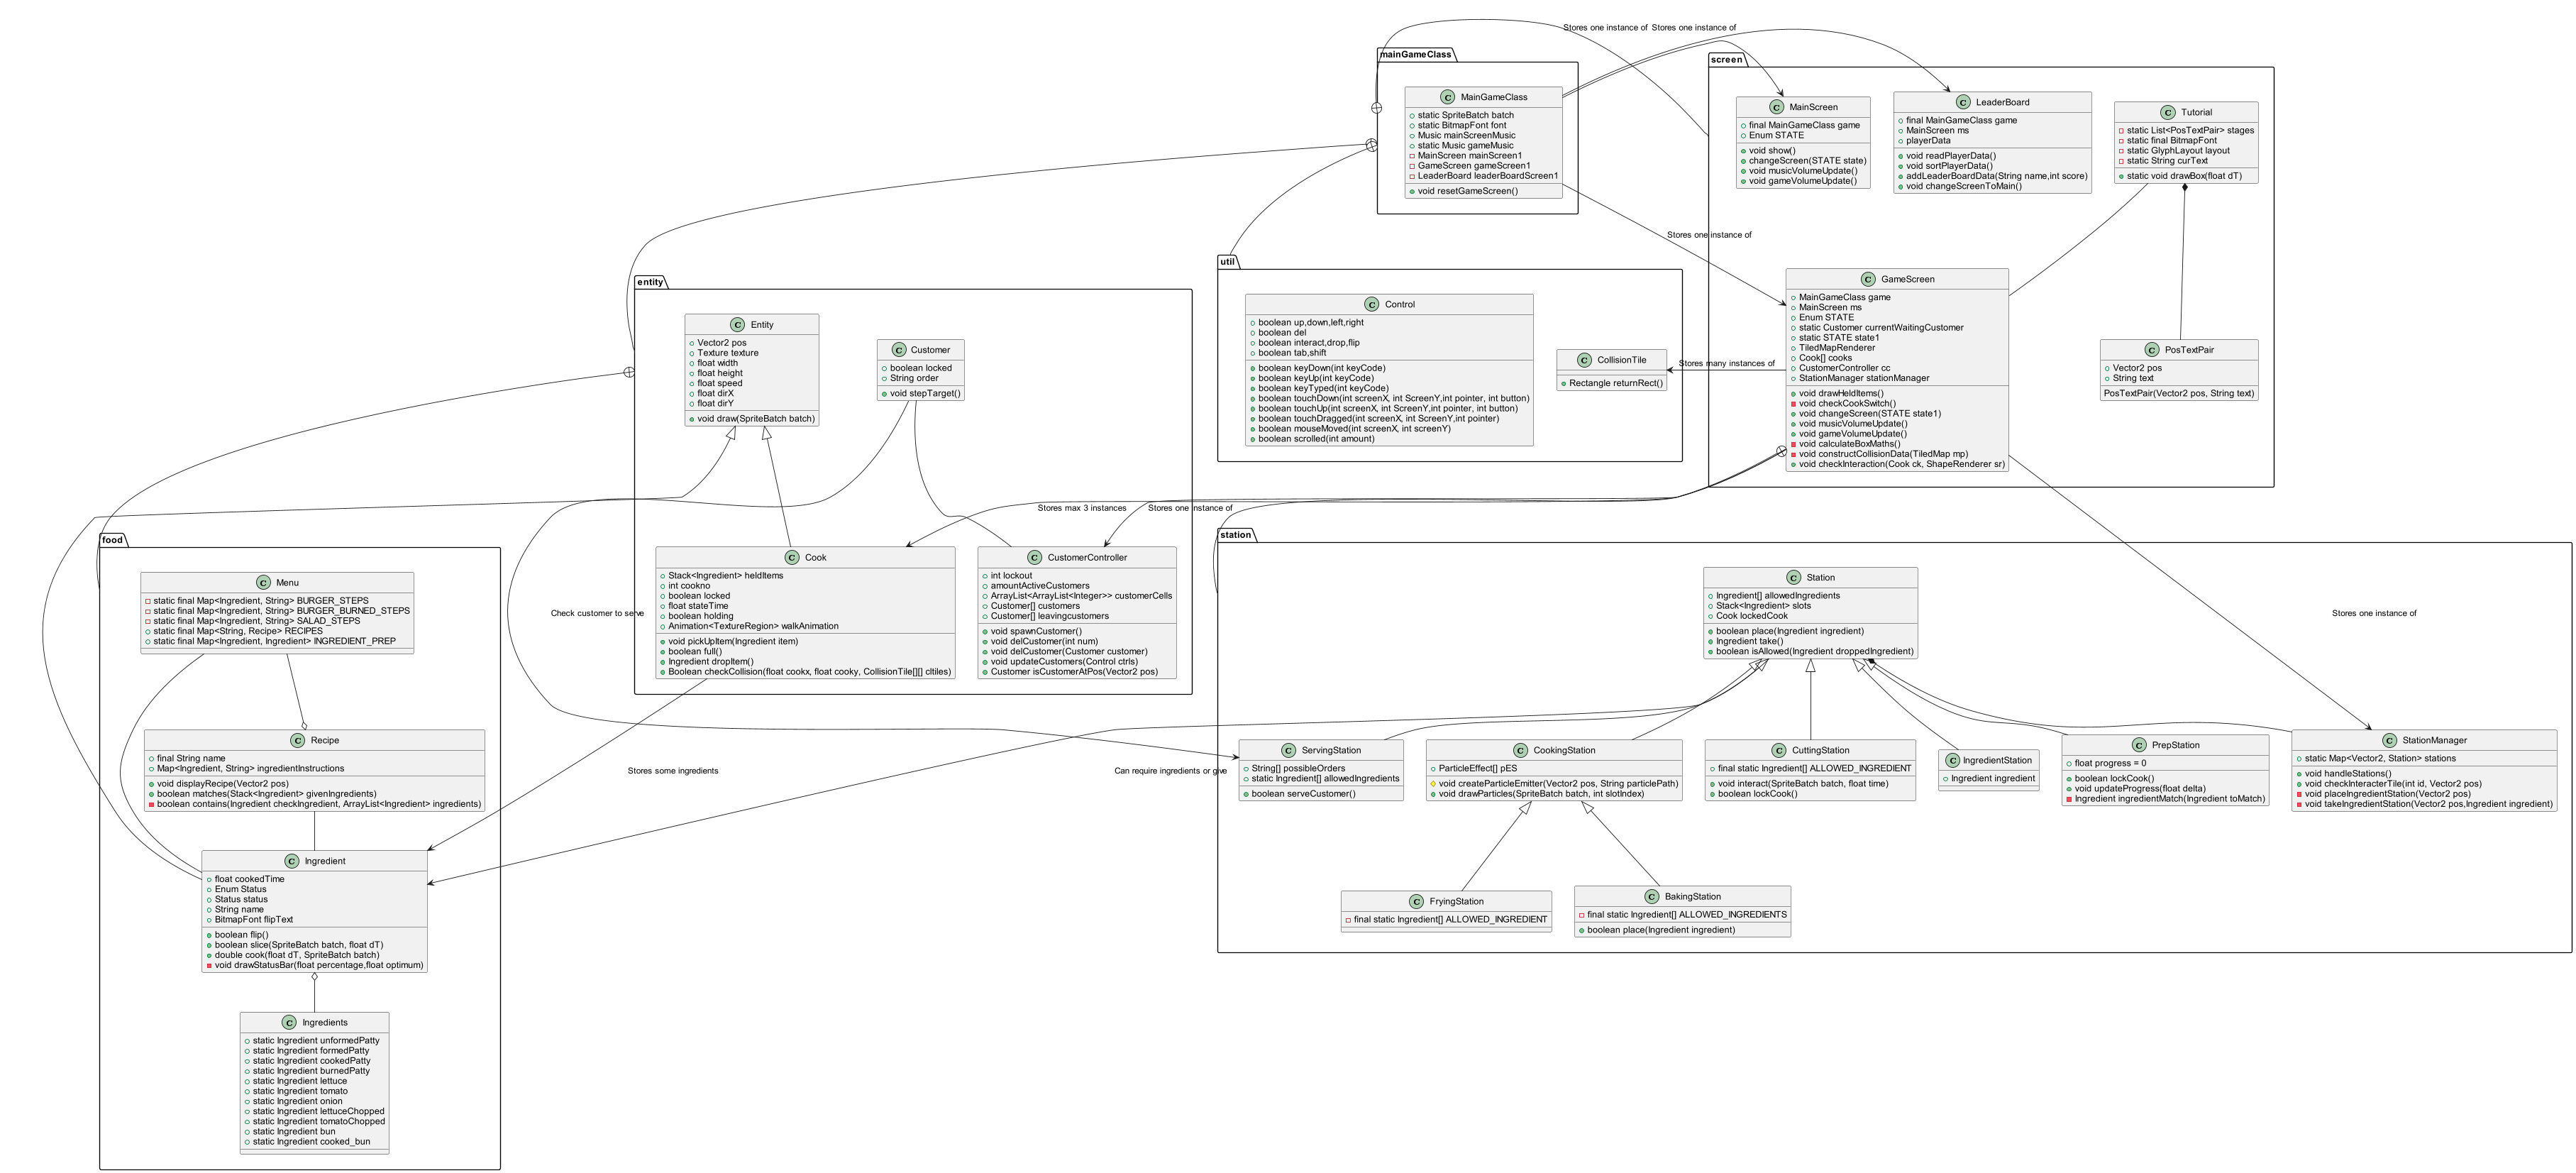 Stores one instance of
Stores one instance of
mainGameClass
C MainGameClass
static SpriteBatch batch
static BitmapFont font
Music mainScreenMusic
static Music gameMusic
MainScreen mainScreen1
GameScreen gameScreen1
LeaderBoard leaderBoardScreen1
void resetGameScreen()
screen
C MainScreen
final MainGameClass game
Enum STATE
void show()
changeScreen(STATE state)
void musicVolumeUpdate()
void gameVolumeUpdate()
C LeaderBoard
final MainGameClass game
MainScreen ms
playerData
void readPlayerData()
void sortPlayerData()
addLeaderBoardData(String name,int score)
void changeScreenToMain()
C Tutorial
static List<PosTextPair> stages
static final BitmapFont
static GlyphLayout layout
static String curText
static void drawBox(float dT)
Stores one instance of
C GameScreen
MainGameClass game
MainScreen ms
Enum STATE
static Customer currentWaitingCustomer
static STATE state1
TiledMapRenderer
Cook[] cooks
CustomerController cc
StationManager stationManager
void drawHeldItems()
void checkCookSwitch()
void changeScreen(STATE state1)
void musicVolumeUpdate()
void gameVolumeUpdate()
void calculateBoxMaths()
void constructCollisionData(TiledMap mp)
void checkInteraction(Cook ck, ShapeRenderer sr)
C PosTextPair
Vector2 pos
String text
PosTextPair(Vector2 pos, String text)
util
C Control
boolean up,down,left,right
boolean del
boolean interact,drop,flip
boolean tab,shift
boolean keyDown(int keyCode)
boolean keyUp(int keyCode)
boolean keyTyped(int keyCode)
boolean touchDown(int screenX, int ScreenY,int pointer, int button)
boolean touchUp(int screenX, int ScreenY,int pointer, int button)
boolean touchDragged(int screenX, int ScreenY,int pointer)
boolean mouseMoved(int screenX, int screenY)
boolean scrolled(int amount)
C CollisionTile
Rectangle returnRect()
Stores many instances of
entity
C Entity
Vector2 pos
Texture texture
float width
float height
float speed
float dirX
float dirY
void draw(SpriteBatch batch)
C Customer
boolean locked
String order
void stepTarget()
Stores max 3 instances
Stores one instance of
C Cook
Stack<Ingredient> heldItems
int cookno
boolean locked
float stateTime
boolean holding
Animation<TextureRegion> walkAnimation
void pickUpItem(Ingredient item)
boolean full()
Ingredient dropItem()
Boolean checkCollision(float cookx, float cooky, CollisionTile[][] cltiles)
C CustomerController
int lockout
amountActiveCustomers
ArrayList<ArrayList<Integer>> customerCells
Customer[] customers
Customer[] leavingcustomers
void spawnCustomer()
void delCustomer(int num)
void delCustomer(Customer customer)
void updateCustomers(Control ctrls)
Customer isCustomerAtPos(Vector2 pos)
Check customer to serve
food
C Menu
static final Map<Ingredient, String> BURGER_STEPS
static final Map<Ingredient, String> BURGER_BURNED_STEPS
static final Map<Ingredient, String> SALAD_STEPS
static final Map<String, Recipe> RECIPES
static final Map<Ingredient, Ingredient> INGREDIENT_PREP
C Recipe
final String name
Map<Ingredient, String> ingredientInstructions
void displayRecipe(Vector2 pos)
boolean matches(Stack<Ingredient> givenIngredients)
boolean contains(Ingredient checkIngredient, ArrayList<Ingredient> ingredients)
Stores some ingredients
Can require ingredients or give
C Ingredient
float cookedTime
Enum Status
Status status
String name
BitmapFont flipText
boolean flip()
boolean slice(SpriteBatch batch, float dT)
double cook(float dT, SpriteBatch batch)
void drawStatusBar(float percentage,float optimum)
C Ingredients
static Ingredient unformedPatty
static Ingredient formedPatty
static Ingredient cookedPatty
static Ingredient burnedPatty
static Ingredient lettuce
static Ingredient tomato
static Ingredient onion
static Ingredient lettuceChopped
static Ingredient tomatoChopped
static Ingredient bun
static Ingredient cooked_bun
station
C Station
Ingredient[] allowedIngredients
Stack<Ingredient> slots
Cook lockedCook
boolean place(Ingredient ingredient)
Ingredient take()
boolean isAllowed(Ingredient droppedIngredient)
Stores one instance of
C ServingStation
String[] possibleOrders
static Ingredient[] allowedIngredients
boolean serveCustomer()
C CookingStation
ParticleEffect[] pES
void createParticleEmitter(Vector2 pos, String particlePath)
void drawParticles(SpriteBatch batch, int slotIndex)
C CuttingStation
final static Ingredient[] ALLOWED_INGREDIENT
void interact(SpriteBatch batch, float time)
boolean lockCook()
C IngredientStation
Ingredient ingredient
C PrepStation
float progress = 0
boolean lockCook()
void updateProgress(float delta)
Ingredient ingredientMatch(Ingredient toMatch)
C StationManager
static Map<Vector2, Station> stations
void handleStations()
void checkInteracterTile(int id, Vector2 pos)
void placeIngredientStation(Vector2 pos)
void takeIngredientStation(Vector2 pos,Ingredient ingredient)
C FryingStation
final static Ingredient[] ALLOWED_INGREDIENT
C BakingStation
final static Ingredient[] ALLOWED_INGREDIENTS
boolean place(Ingredient ingredient)